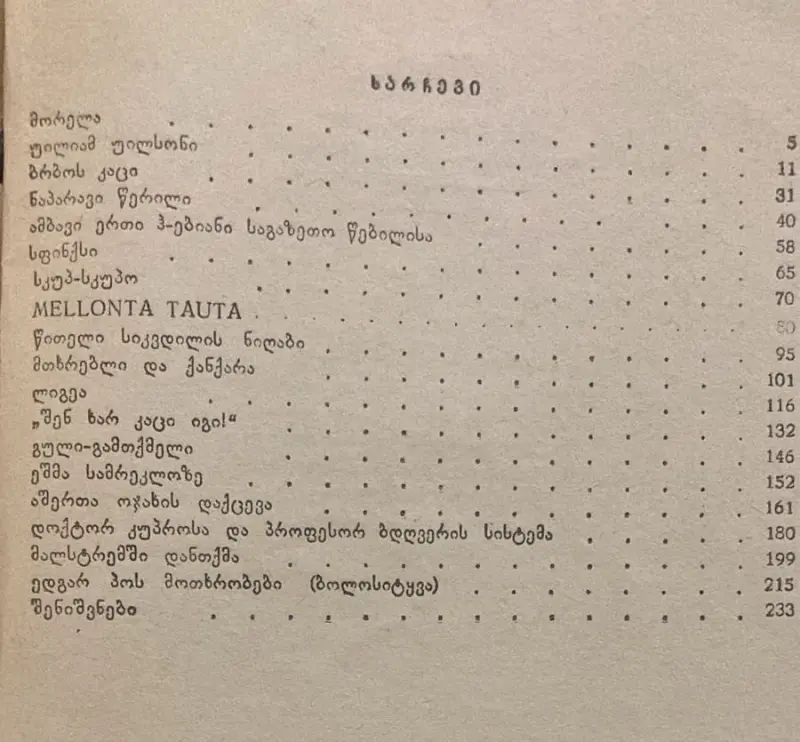 სარჩევი
მორელა . . . . . . . . . . . . . . . 5
უილიამ უილსონი . . . . . . . . . . . . . 11
ბრბოს კაცი . . . . . . . . . . . . . . 31
ნაპარავი წერილი . . . . . . . . . . . . . 40
ამბავი ერთი ჰ-ებიანი საგაზეთო წებილისა . . . . . . . 58
სფინქსი . . . . . . . . . . . . . . . 65
სკუპ-სკუპო . . . . . . . . . . . . . 70
MELLONTA TAUTA . . . . . . . . . . . . . 80
წითელი სიკვდილის ნიღაბი . . . . . . . . . . . 95
მთხრებლი და ქანქარა . . . . . . . . . . . 101
ლიგეა . . . . . . . . . . . . . . . 116
„შენ ხარ კაცი იგი!“ . . . . . . . . . . . . 132
გული-გამთქმელი . . . . . . . . . . . . 146
ეშმა სამრეკლოზე . . . . . . . . . . . . . 152
აშერთა ოჯახის დაქცევა . . . . . . . . . . . 161
დოქტორ კუპროსა და პროფესორ ბდღვერის სისტემა . . . . . 180
მალსტრემში დანთქმა . . . . . . . . . . . . 199
ედგარ პოს მოთხრობები (ბოლოსიტყვა) . . . . . . . 215
შენიშვნები . . . . . . . . . . . . . . 233